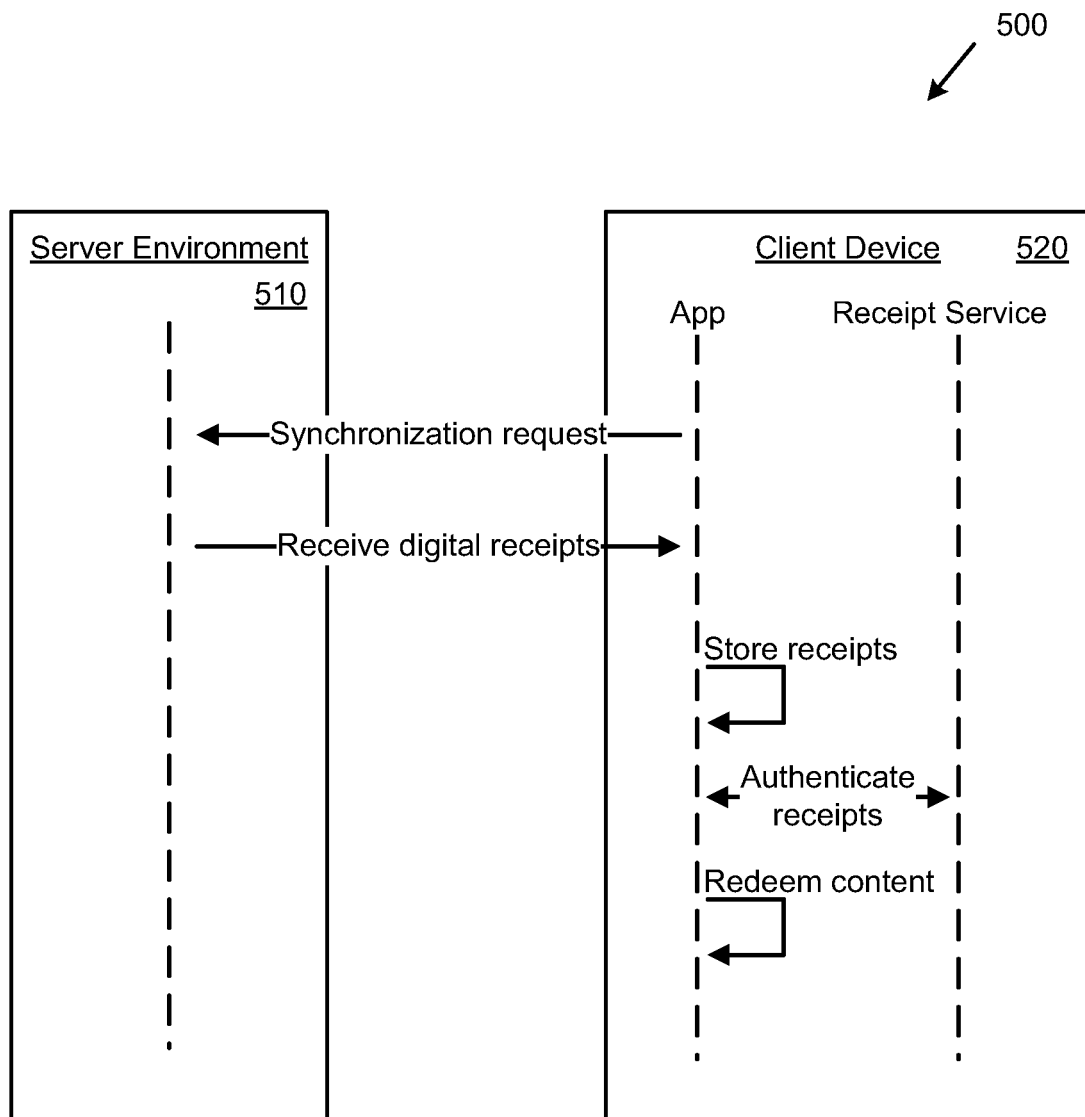 500
Server Environment
510
Client Device 520
App Receipt Service
Synchronization request
Receive digital receipts
Store receipts
Authenticate
receipts
Redeem content